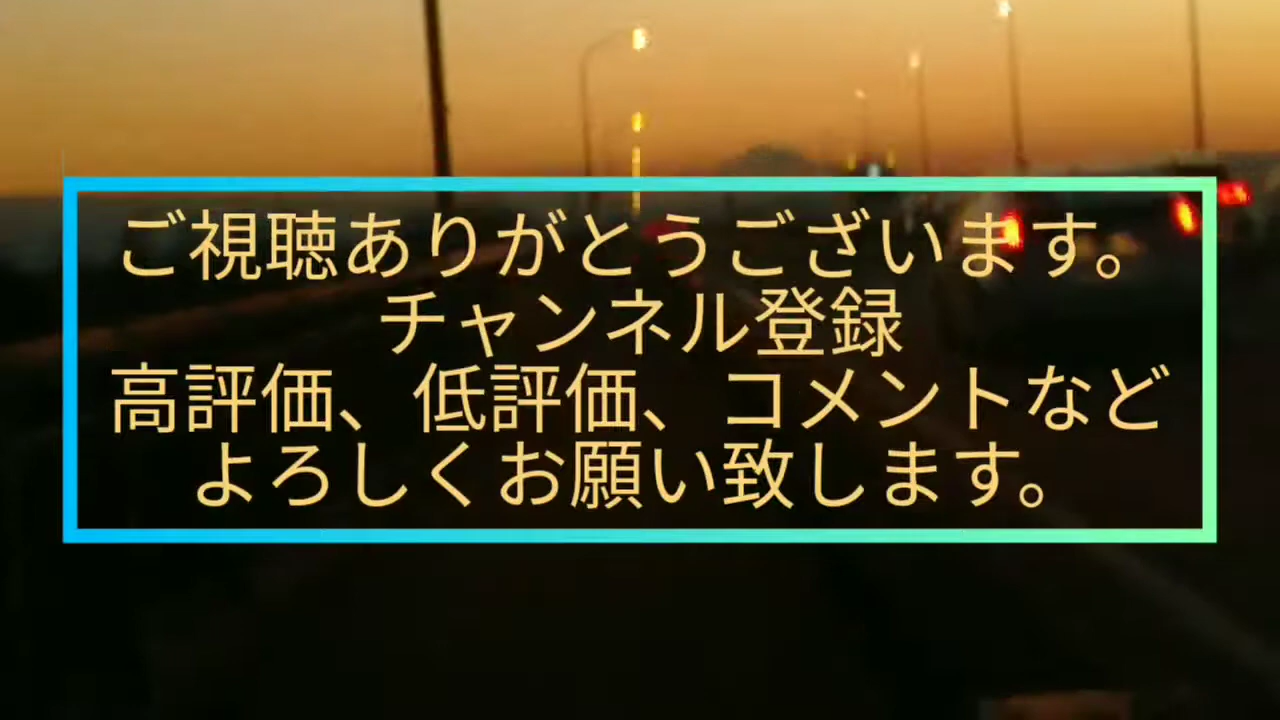 ご視聴ありがとうございます。
チャンネル登録
高評価、低評価、コメントなど
よろしくお願い致します。